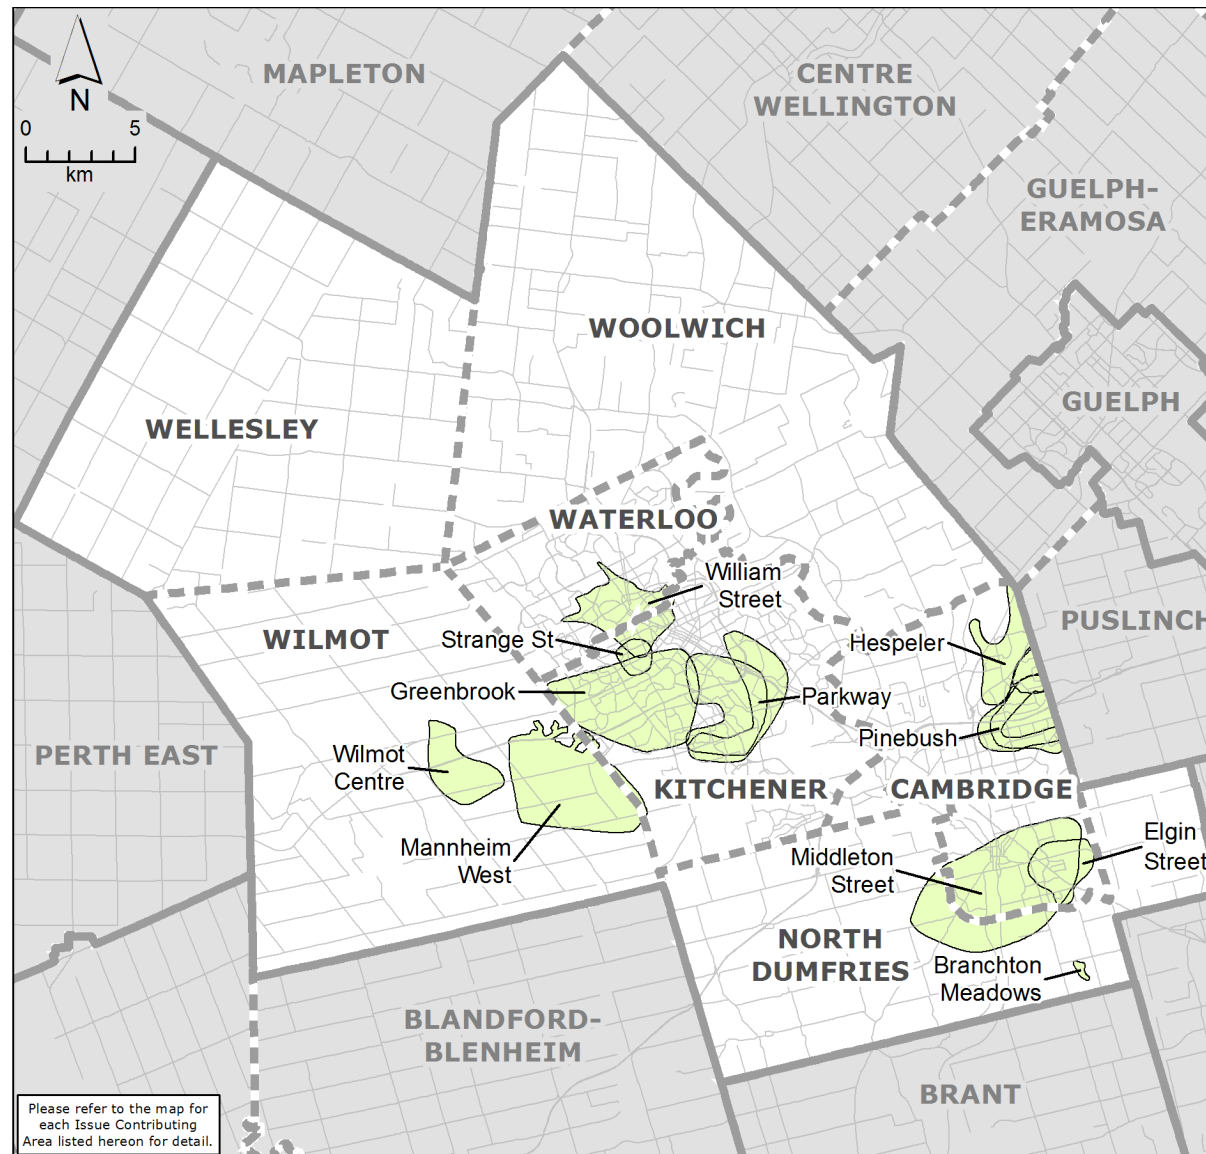 MAPLETON
CENTRE
WELLINGTON
N
0 5
km
GUELPH-
ERAMOSA
WOOLWICH
GUELPH
WELLESLEY
WATERLOO
William
Street
PUSLINCH
WILMOT
Strange St
Hespeler
Greenbrook
Parkway
Pinebush
PERTH EAST
Wilmot
Centre
KITCHENER
CAMBRIDGE
Mannheim
West
Middleton
Street
Elgin
Street
NORTH
DUMFRIES
Branchton
Meadows
BLANDFORD-
BLENHEIM
BRANT
Please refer to the map for
each Issue Contributing
Area listed hereon for detail.